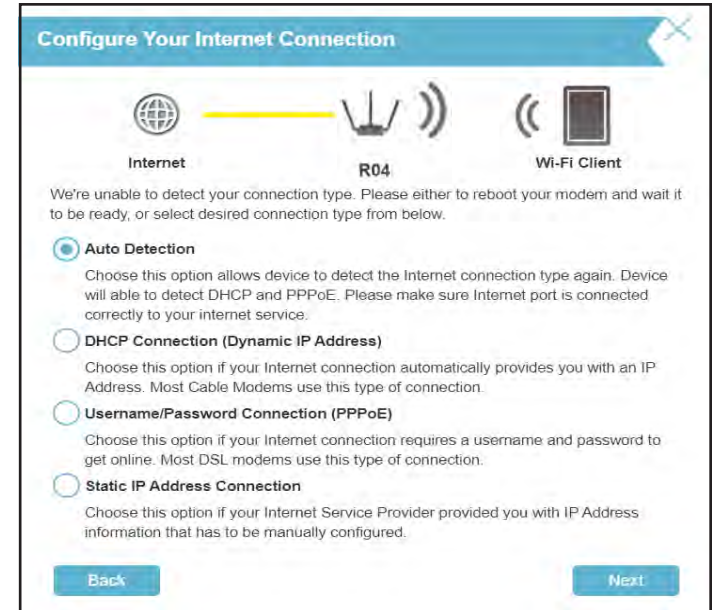 Configure Your Internet Connection
Internet
R04
Wi-Fi Client
We're unable to detect your connection type. Please either to reboot your modem and wait it
to be ready, or select desired connection type from below.
Auto Detection
Choose this option allows device to detect the Internet connection type again. Device
will able to detect DHCP and PPPoE. Please make sure Internet port is connected
correctly to your internet service.
DHCP Connection (Dynamic IP Address)
Choose this option if your Internet connection automatically provides you with an IP
Address. Most Cable Modems use this type of connection.
Username/Password Connection (PPPoE)
Choose this option if your Internet connection requires a username and password to
get online. Most DSL modems use this type of connection.
Static IP Address Connection
Choose this option if your Internet Service Provider provided you with IP Address
information that has to be manually configured.
Back
Next